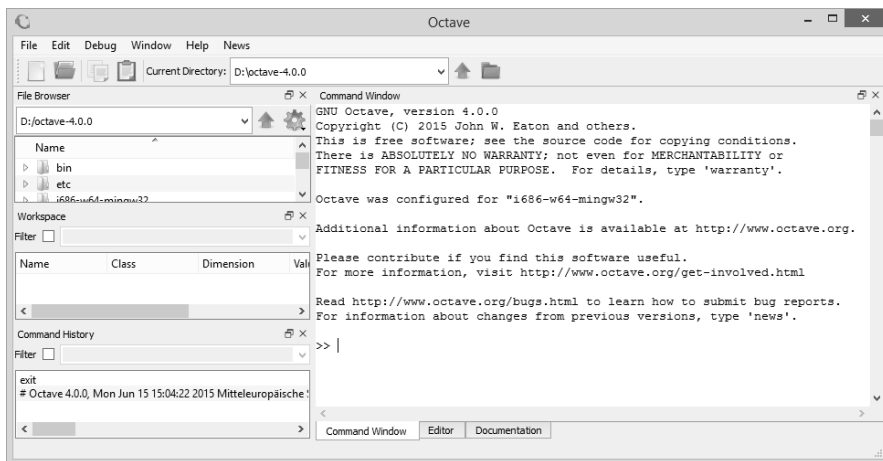 Octave
File Edit Debug Window Help News
Current Directory: D:\octave-4.0.0
File Browser
D:/octave-4.0.0
Name
bin
etc
i686-w64-mingw32
Workspace
Filter
Name Class Dimension
Command History
Filter
exit
# Octave 4.0.0, Mon Jun 15 15:04:22 2015 Mitteleuropäische
Command Window
GNU Octave, version 4.0.0
Copyright (C) 2015 John W. Eaton and others.
This is free software; see the source code for copying conditions.
There is ABSOLUTELY NO WARRANTY; not even for MERCHANTABILITY or
FITNESS FOR A PARTICULAR PURPOSE.  For details, type 'warranty'.
Octave was configured for "i686-w64-mingw32".
Additional information about Octave is available at http://www.octave.org.
Please contribute if you find this software useful.
For more information, visit http://www.octave.org/get-involved.html
Read http://www.octave.org/bugs.html to learn how to submit bug reports.
For information about changes from previous versions, type 'news'.
>>
Command Window Editor Documentation